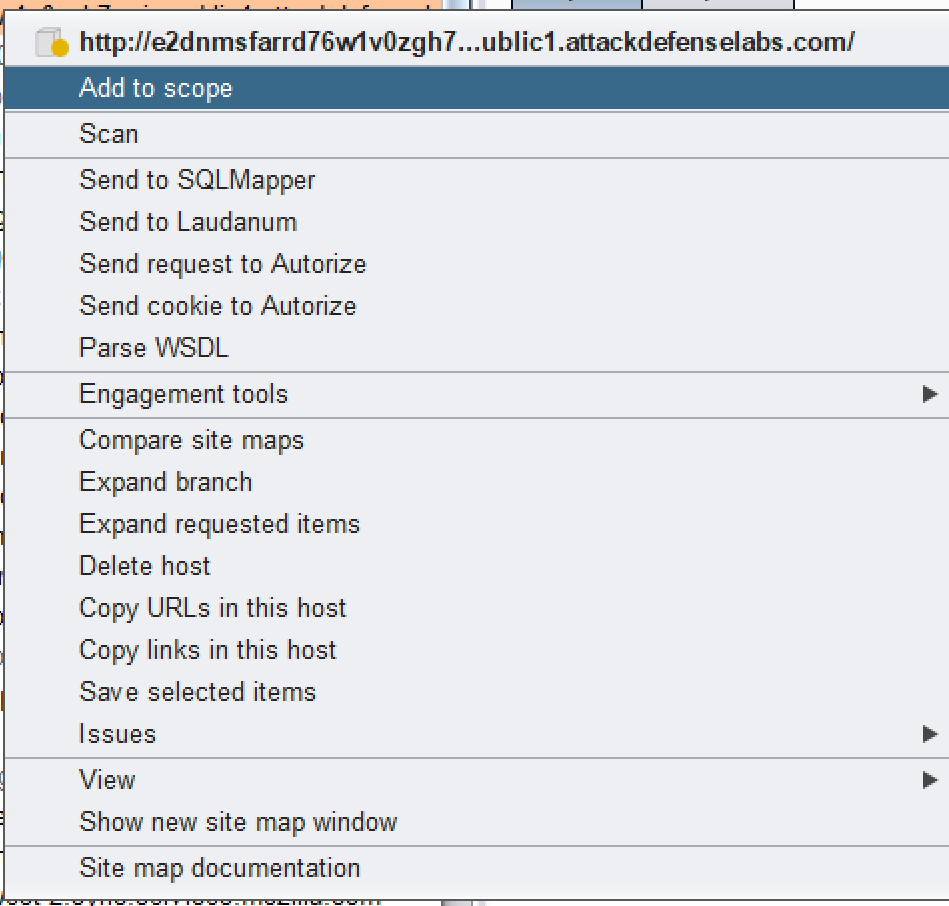 http://e2dnmsfarrd76w1v0zgh7...ublic1.attackdefenselabs.com/
Add to scope
Scan
Send to SQLMapper
Send to Laudanum
Send request to Autorize
Send cookie to Autorize
Parse WSDL
Engagement tools
Compare site maps
Expand branch
Expand requested items
Delete host
Copy URLs in this host
Copy links in this host
Save selected items
Issues
View
Show new site map window
Site map documentation